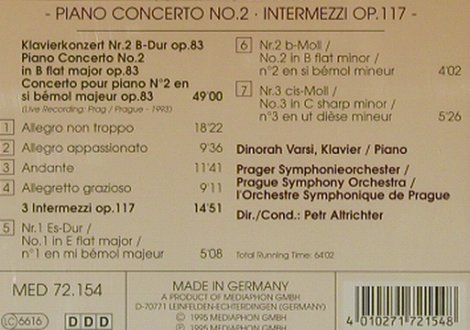 - PIANO CONCERTO NO.2 · INTERMEZZI OP.117 -
Klavierkonzert Nr.2 B-Dur op.83
Piano Concerto No.2
in B flat major op.83
Concerto pour piano N°2 en
si bémol majeur op.83 49'00
(Live Recording: Prag / Prague - 1993)
1 Allegro non troppo 18'22
2 Allegro appassionato 9'36
3 Andante 11'41
4 Allegretto grazioso 9'11
3 Intermezzi op.117 14'51
5 Nr.1 Es-Dur /
No.1 in E flat major /
n°1 en mi bémol majeur 5'08
6 Nr.2 b-Moll /
No.2 in B flat minor /
n°2 en si bémol mineur 4'02
7 Nr.3 cis-Moll /
No.3 in C sharp minor /
n°3 en ut dièse mineur 5'26
Dinorah Varsi, Klavier / Piano
Prager Symphonieorchester /
Prague Symphony Orchestra /
l'Orchestre Symphonique de Prague
Dir./Cond.: Petr Altrichter
Total Running Time: 64'02
MED 72.154
LC 6616
D D D
MADE IN GERMANY
A PRODUCT OF MEDIAPHON GMBH
D-70771 LEINFELDEN-ECHTERDINGEN (GERMANY)
Ⓒ 1995 MEDIAPHON GMBH
Ⓟ 1995 MEDIAPHON GMBH
4 010271 721548